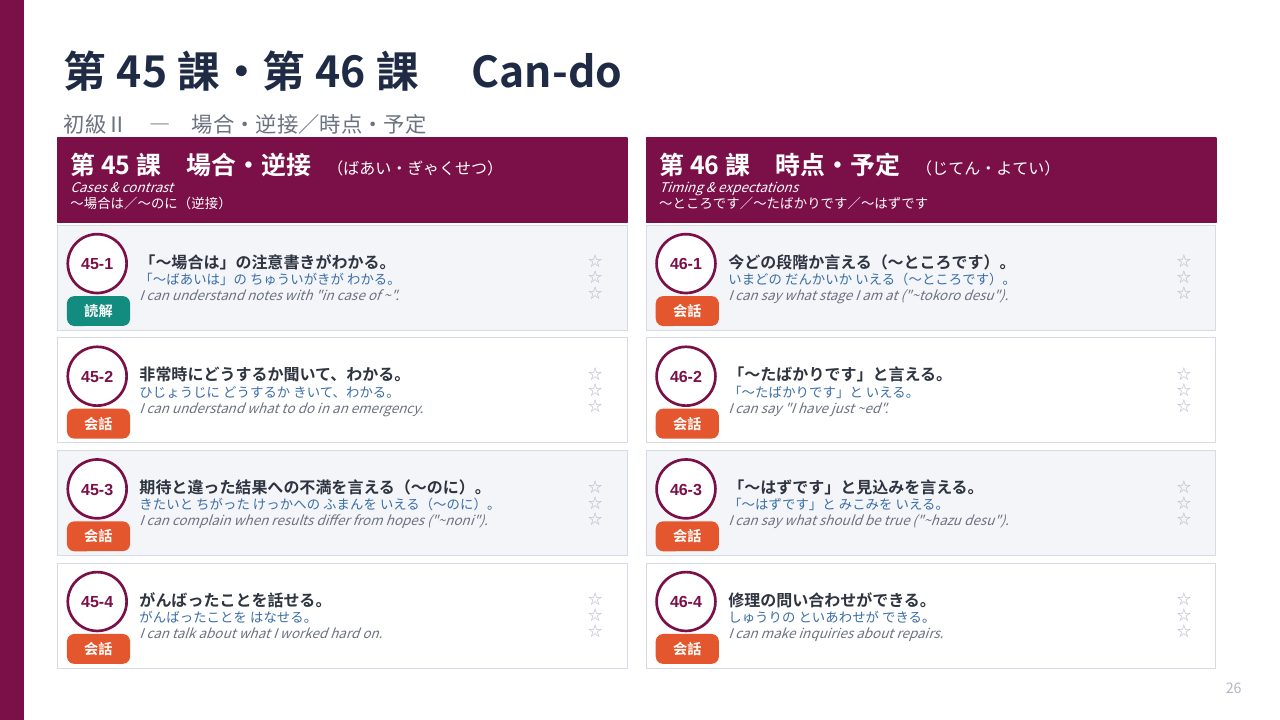 第 45 課・第 46 課　Can-do
初級Ⅱ　―　場合・逆接／時点・予定
第 45 課　場合・逆接　（ばあい・ぎゃくせつ）
Cases & contrast
～場合は／～のに（逆接）
45-1
読解
「～場合は」の注意書きがわかる。
「～ばあいは」の ちゅういがきが わかる。
I can understand notes with "in case of ~".
☆
☆
☆
45-2
会話
非常時にどうするか聞いて、わかる。
ひじょうじに どうするか きいて、わかる。
I can understand what to do in an emergency.
☆
☆
☆
45-3
会話
期待と違った結果への不満を言える（～のに）。
きたいと ちがった けっかへの ふまんを いえる（～のに）。
I can complain when results differ from hopes ("~noni").
☆
☆
☆
45-4
会話
がんばったことを話せる。
がんばったことを はなせる。
I can talk about what I worked hard on.
☆
☆
☆
第 46 課　時点・予定　（じてん・よてい）
Timing & expectations
～ところです／～たばかりです／～はずです
46-1
会話
今どの段階か言える（～ところです）。
いまどの だんかいか いえる（～ところです）。
I can say what stage I am at ("~tokoro desu").
☆
☆
☆
46-2
会話
「～たばかりです」と言える。
「～たばかりです」と いえる。
I can say "I have just ~ed".
☆
☆
☆
46-3
会話
「～はずです」と見込みを言える。
「～はずです」と みこみを いえる。
I can say what should be true ("~hazu desu").
☆
☆
☆
46-4
会話
修理の問い合わせができる。
しゅうりの といあわせが できる。
I can make inquiries about repairs.
☆
☆
☆
26